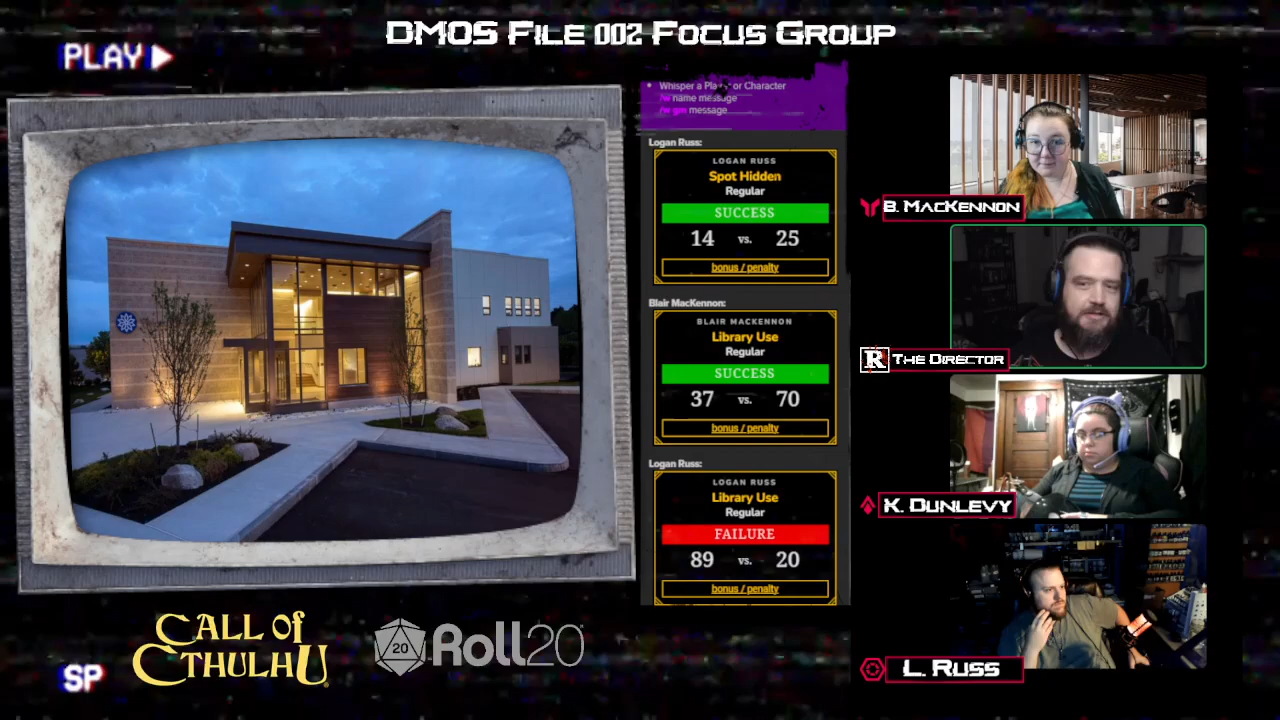 DMOS File 002 Focus Group
PLAY
Whisper a Player or Character
/w name message
/w gm message
Logan Russ:
LOGAN RUSS
Spot Hidden
Regular
SUCCESS
14 vs. 25
bonus / penalty
Blair MacKennon:
BLAIR MACKENNON
Library Use
Regular
SUCCESS
37 vs. 70
bonus / penalty
Logan Russ:
LOGAN RUSS
Library Use
Regular
FAILURE
89 vs. 20
bonus / penalty
B. MacKennon
R The Director
K. Dunlevy
L. Russ
SP
CALL of CTHULHU
20 Roll20